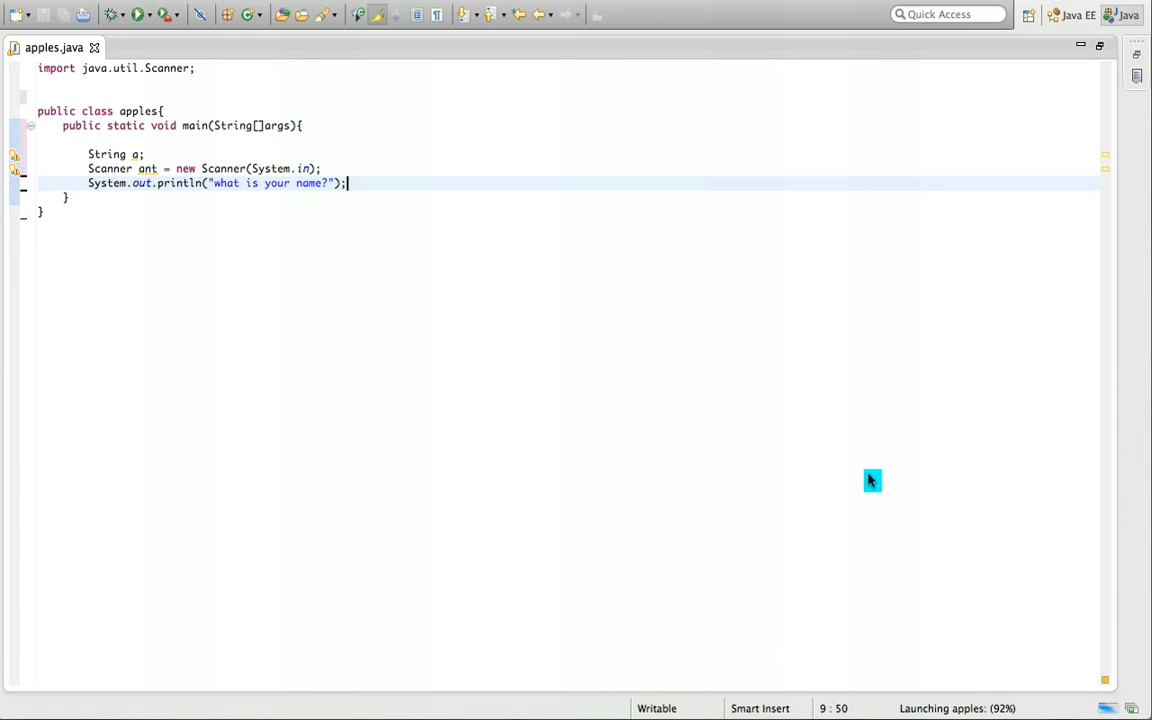 Quick Access
Java EE
Java
apples.java
import java.util.Scanner;
public class apples{
public static void main(String[]args){
String a;
Scanner ant = new Scanner(System.in);
System.out.println("what is your name?");
}
}
Writable
Smart Insert
9 : 50
Launching apples: (92%)